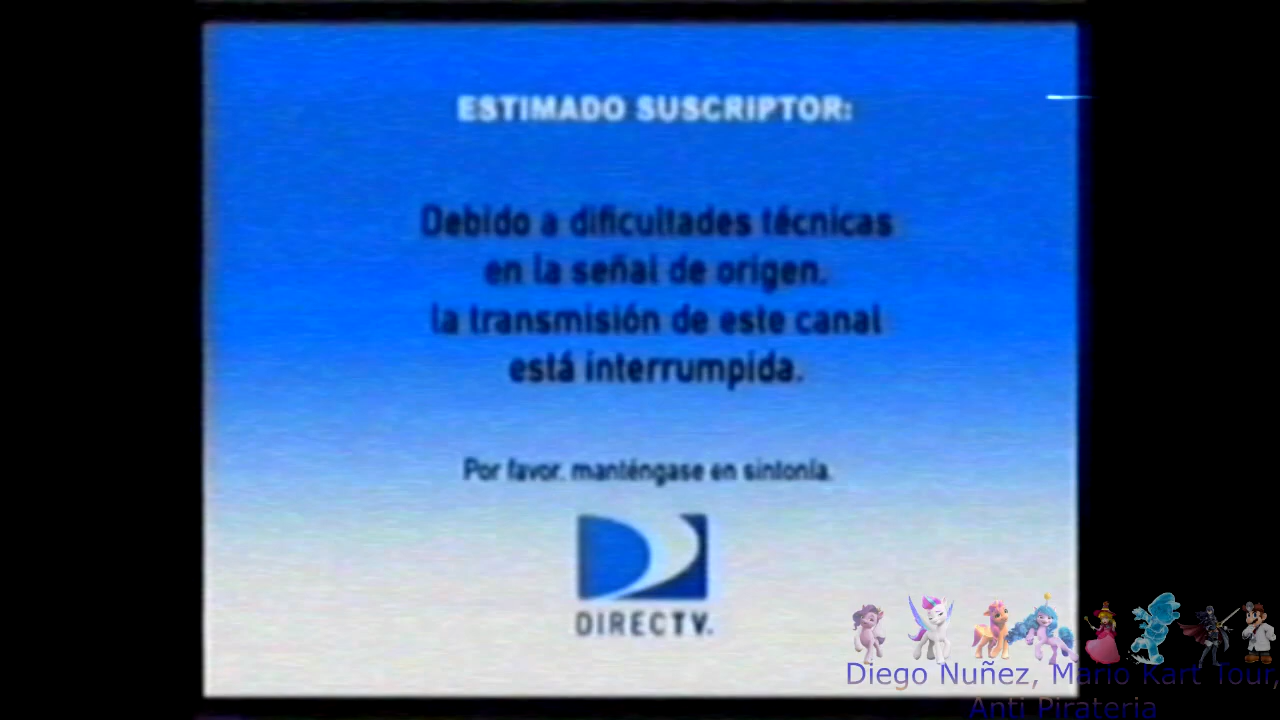 ESTIMADO SUSCRIPTOR:
Debido a dificultades técnicas
en la señal de origen,
la transmisión de este canal
está interrumpida.
Por favor, manténgase en sintonía.
DIRECTV.
Diego Nuñez, Mario Kart Tour,
Anti Pirateria